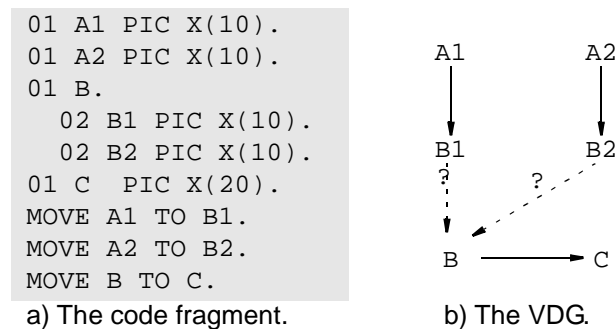 01 A1 PIC X(10).
01 A2 PIC X(10).
01 B.
  02 B1 PIC X(10).
  02 B2 PIC X(10).
01 C  PIC X(20).
MOVE A1 TO B1.
MOVE A2 TO B2.
MOVE B TO C.
a) The code fragment.
A1 A2
B1 B2
? ?
B C
b) The VDG.